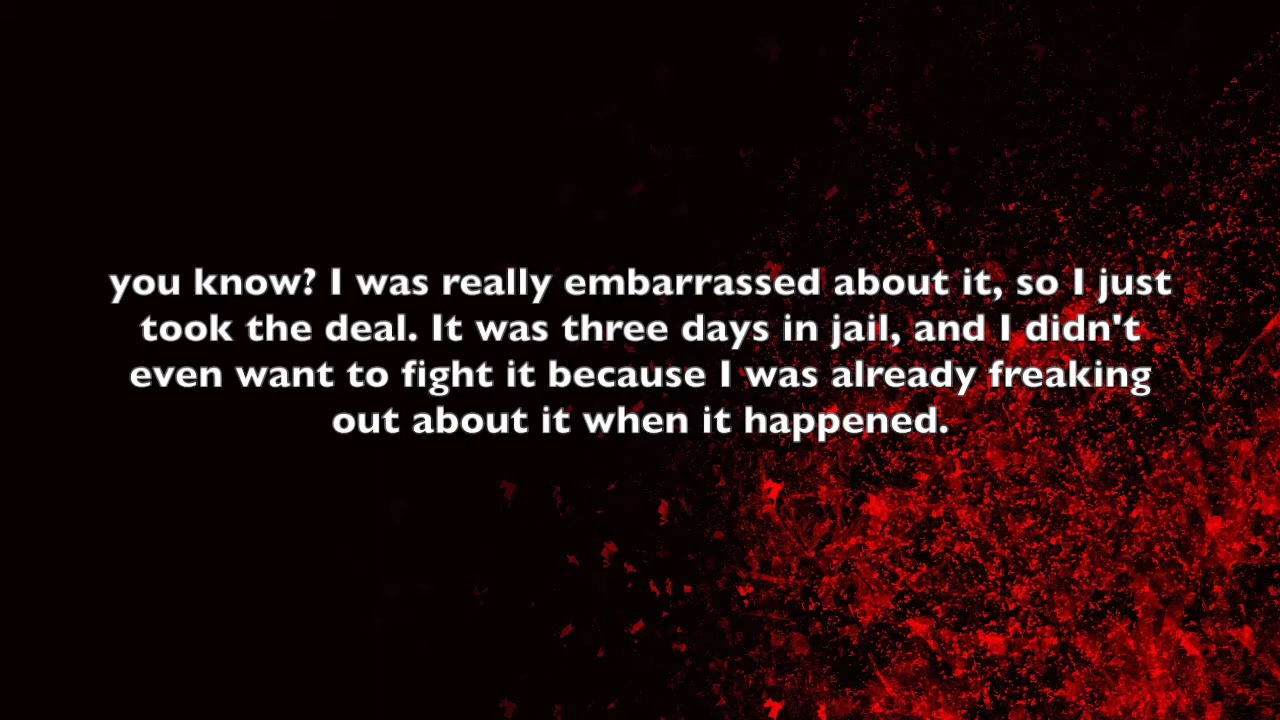 you know? I was really embarrassed about it, so I just
took the deal. It was three days in jail, and I didn't
even want to fight it because I was already freaking
out about it when it happened.